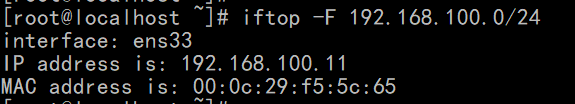 [root@localhost ~]# iftop -F 192.168.100.0/24
interface: ens33
IP address is: 192.168.100.11
MAC address is: 00:0c:29:f5:5c:65